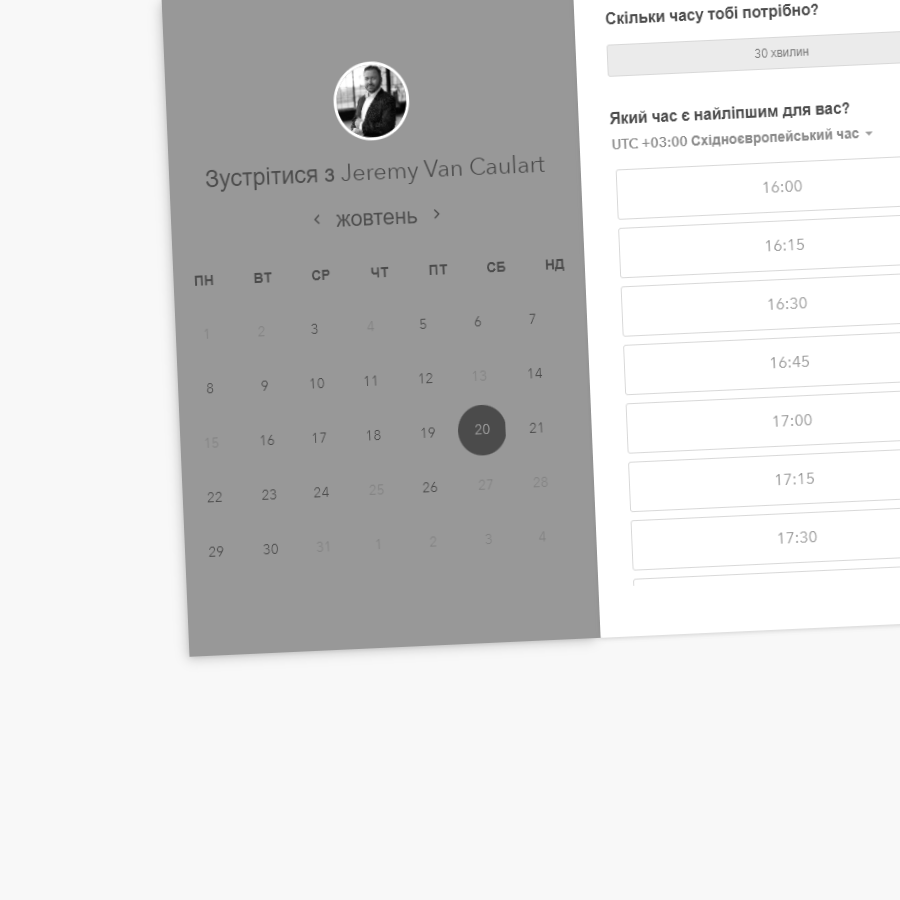 Зустрітися з Jeremy Van Caulart
‹ жовтень ›
ПН ВТ СР ЧТ ПТ СБ НД
1 2 3 4 5 6 7
8 9 10 11 12 13 14
15 16 17 18 19 20 21
22 23 24 25 26 27 28
29 30 31 1 2 3 4
Скільки часу тобі потрібно?
30 хвилин
Який час є найліпшим для вас?
UTC +03:00 Східноєвропейський час
16:00
16:15
16:30
16:45
17:00
17:15
17:30